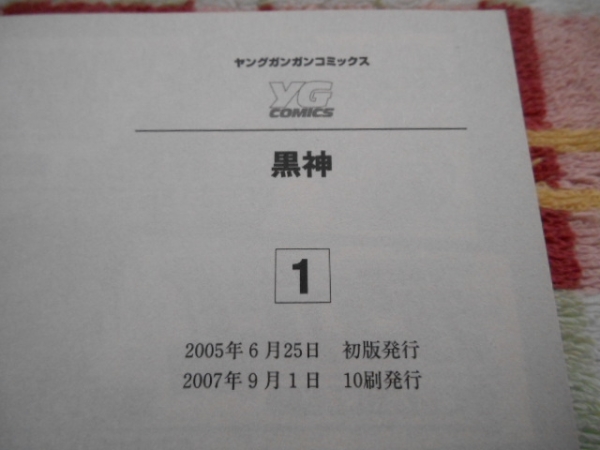 ヤングガンガンコミックス
YG
COMICS
黒神
1
2005年6月25日 初版発行
2007年9月1日 10刷発行